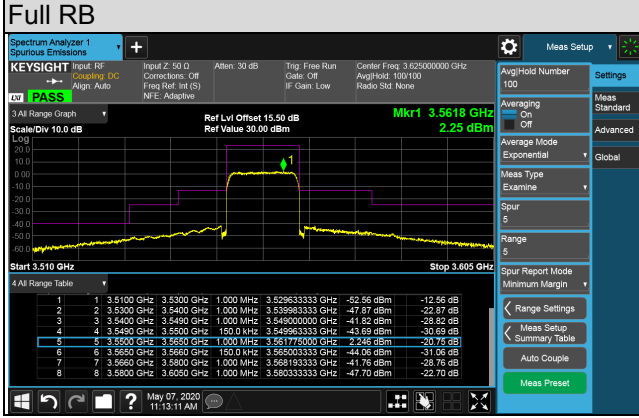 Full RB
Spectrum Analyzer 1
Spurious Emissions
Meas Setup
KEYSIGHT
Input: RF
Coupling: DC
Align: Auto
Input Z: 50 Ω
Corrections: Off
Freq Ref: Int (S)
NFE: Adaptive
Atten: 30 dB
Trig: Free Run
Gate: Off
IF Gain: Low
Center Freq: 3.625000000 GHz
Avg|Hold: 100/100
Radio Std: None
LXI PASS
3 All Range Graph
Scale/Div 10.0 dB
Ref Lvl Offset 15.50 dB
Ref Value 30.00 dBm
Mkr1 3.5618 GHz
2.25 dBm
Log
20.0
10.0
0.00
-10.0
-20.0
-30.0
-40.0
-50.0
-60.0
1
Start 3.510 GHz
Stop 3.605 GHz
4 All Range Table
1 1 3.5100 GHz 3.5300 GHz 1.000 MHz 3.529633333 GHz -52.56 dBm -12.56 dB
2 2 3.5300 GHz 3.5400 GHz 1.000 MHz 3.539983333 GHz -47.87 dBm -22.87 dB
3 3 3.5400 GHz 3.5490 GHz 1.000 MHz 3.549000000 GHz -41.82 dBm -28.82 dB
4 4 3.5490 GHz 3.5500 GHz 150.0 kHz 3.549963333 GHz -43.69 dBm -30.69 dB
5 5 3.5500 GHz 3.5650 GHz 1.000 MHz 3.561775000 GHz 2.246 dBm -20.75 dB
6 6 3.5650 GHz 3.5660 GHz 150.0 kHz 3.565003333 GHz -44.06 dBm -31.06 dB
7 7 3.5660 GHz 3.5800 GHz 1.000 MHz 3.568193333 GHz -41.76 dBm -28.76 dB
8 8 3.5800 GHz 3.6050 GHz 1.000 MHz 3.580333333 GHz -47.70 dBm -22.70 dB
Avg|Hold Number
100
Averaging
On
Off
Average Mode
Exponential
Meas Type
Examine
Spur
5
Range
5
Spur Report Mode
Minimum Margin
Range Settings
Meas Setup
Summary Table
Auto Couple
Meas Preset
Settings
Meas
Standard
Advanced
Global
May 07, 2020
11:13:11 AM